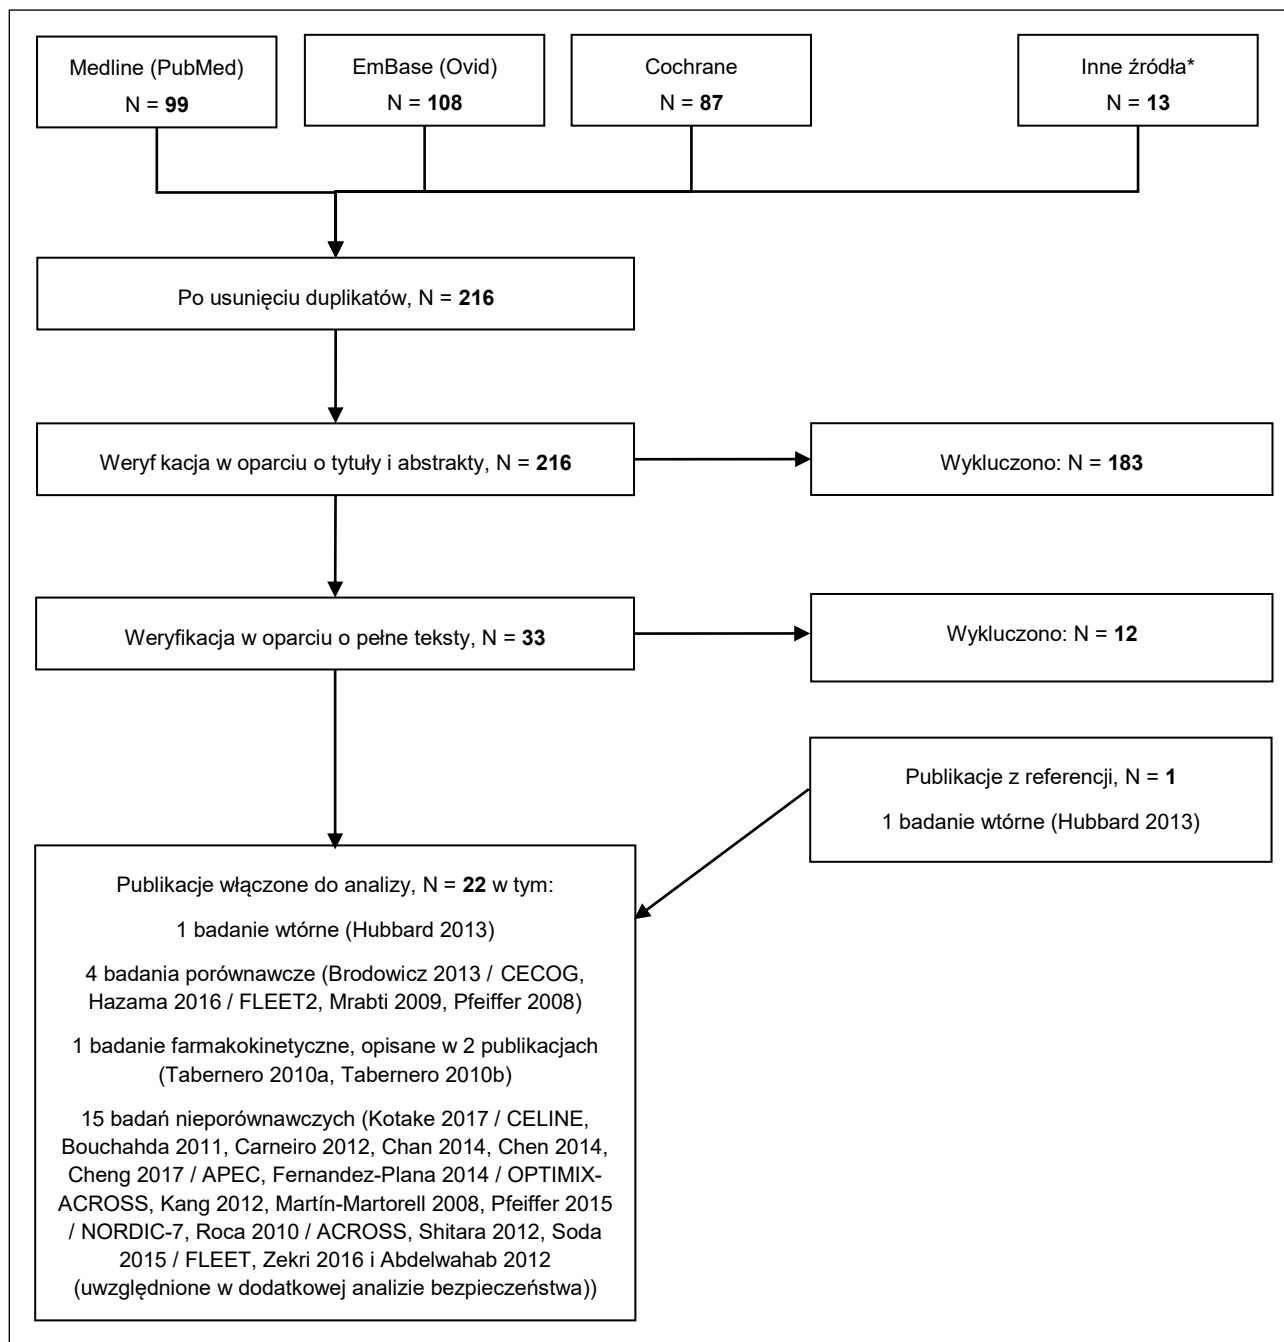 Medline (PubMed)
N = 99
EmBase (Ovid)
N = 108
Cochrane
N = 87
Inne źródła*
N = 13
Po usunięciu duplikatów, N = 216
Weryf kacja w oparciu o tytuły i abstrakty, N = 216
Wykluczono: N = 183
Weryfikacja w oparciu o pełne teksty, N = 33
Wykluczono: N = 12
Publikacje z referencji, N = 1
1 badanie wtórne (Hubbard 2013)
Publikacje włączone do analizy, N = 22 w tym:
1 badanie wtórne (Hubbard 2013)
4 badania porównawcze (Brodowicz 2013 / CECOG,
Hazama 2016 / FLEET2, Mrabti 2009, Pfeiffer 2008)
1 badanie farmakokinetyczne, opisane w 2 publikacjach
(Tabernero 2010a, Tabernero 2010b)
15 badań nieporównawczych (Kotake 2017 / CELINE,
Bouchahda 2011, Carneiro 2012, Chan 2014, Chen 2014,
Cheng 2017 / APEC, Fernandez-Plana 2014 / OPTIMIX-
ACROSS, Kang 2012, Martín-Martorell 2008, Pfeiffer 2015
/ NORDIC-7, Roca 2010 / ACROSS, Shitara 2012, Soda
2015 / FLEET, Zekri 2016 i Abdelwahab 2012
(uwzględnione w dodatkowej analizie bezpieczeństwa))